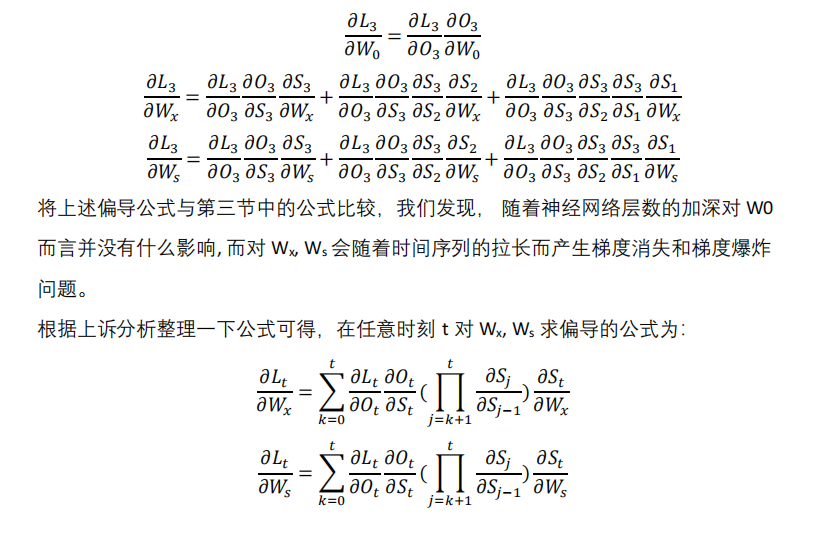 ∂L₃/∂W₀ = ∂L₃/∂O₃ ∂O₃/∂W₀
∂L₃/∂Wₓ = ∂L₃/∂O₃ ∂O₃/∂S₃ ∂S₃/∂Wₓ + ∂L₃/∂O₃ ∂O₃/∂S₃ ∂S₃/∂S₂ ∂S₂/∂Wₓ + ∂L₃/∂O₃ ∂O₃/∂S₃ ∂S₃/∂S₂ ∂S₃/∂S₁ ∂S₁/∂Wₓ
∂L₃/∂Wₛ = ∂L₃/∂O₃ ∂O₃/∂S₃ ∂S₃/∂Wₛ + ∂L₃/∂O₃ ∂O₃/∂S₃ ∂S₃/∂S₂ ∂S₂/∂Wₛ + ∂L₃/∂O₃ ∂O₃/∂S₃ ∂S₃/∂S₂ ∂S₃/∂S₁ ∂S₁/∂Wₛ
将上述偏导公式与第三节中的公式比较，我们发现， 随着神经网络层数的加深对 W0
而言并没有什么影响, 而对 Wₓ, Wₛ 会随着时间序列的拉长而产生梯度消失和梯度爆炸
问题。
根据上诉分析整理一下公式可得，在任意时刻 t 对 Wₓ, Wₛ 求偏导的公式为：
∂Lₜ/∂Wₓ = ∑ₖ₌₀ᵗ ∂Lₜ/∂Oₜ ∂Oₜ/∂Sₜ (∏ⱼ₌ₖ₊₁ᵗ ∂Sⱼ/∂Sⱼ₋₁) ∂Sₜ/∂Wₓ
∂Lₜ/∂Wₛ = ∑ₖ₌₀ᵗ ∂Lₜ/∂Oₜ ∂Oₜ/∂Sₜ (∏ⱼ₌ₖ₊₁ᵗ ∂Sⱼ/∂Sⱼ₋₁) ∂Sₜ/∂Wₛ